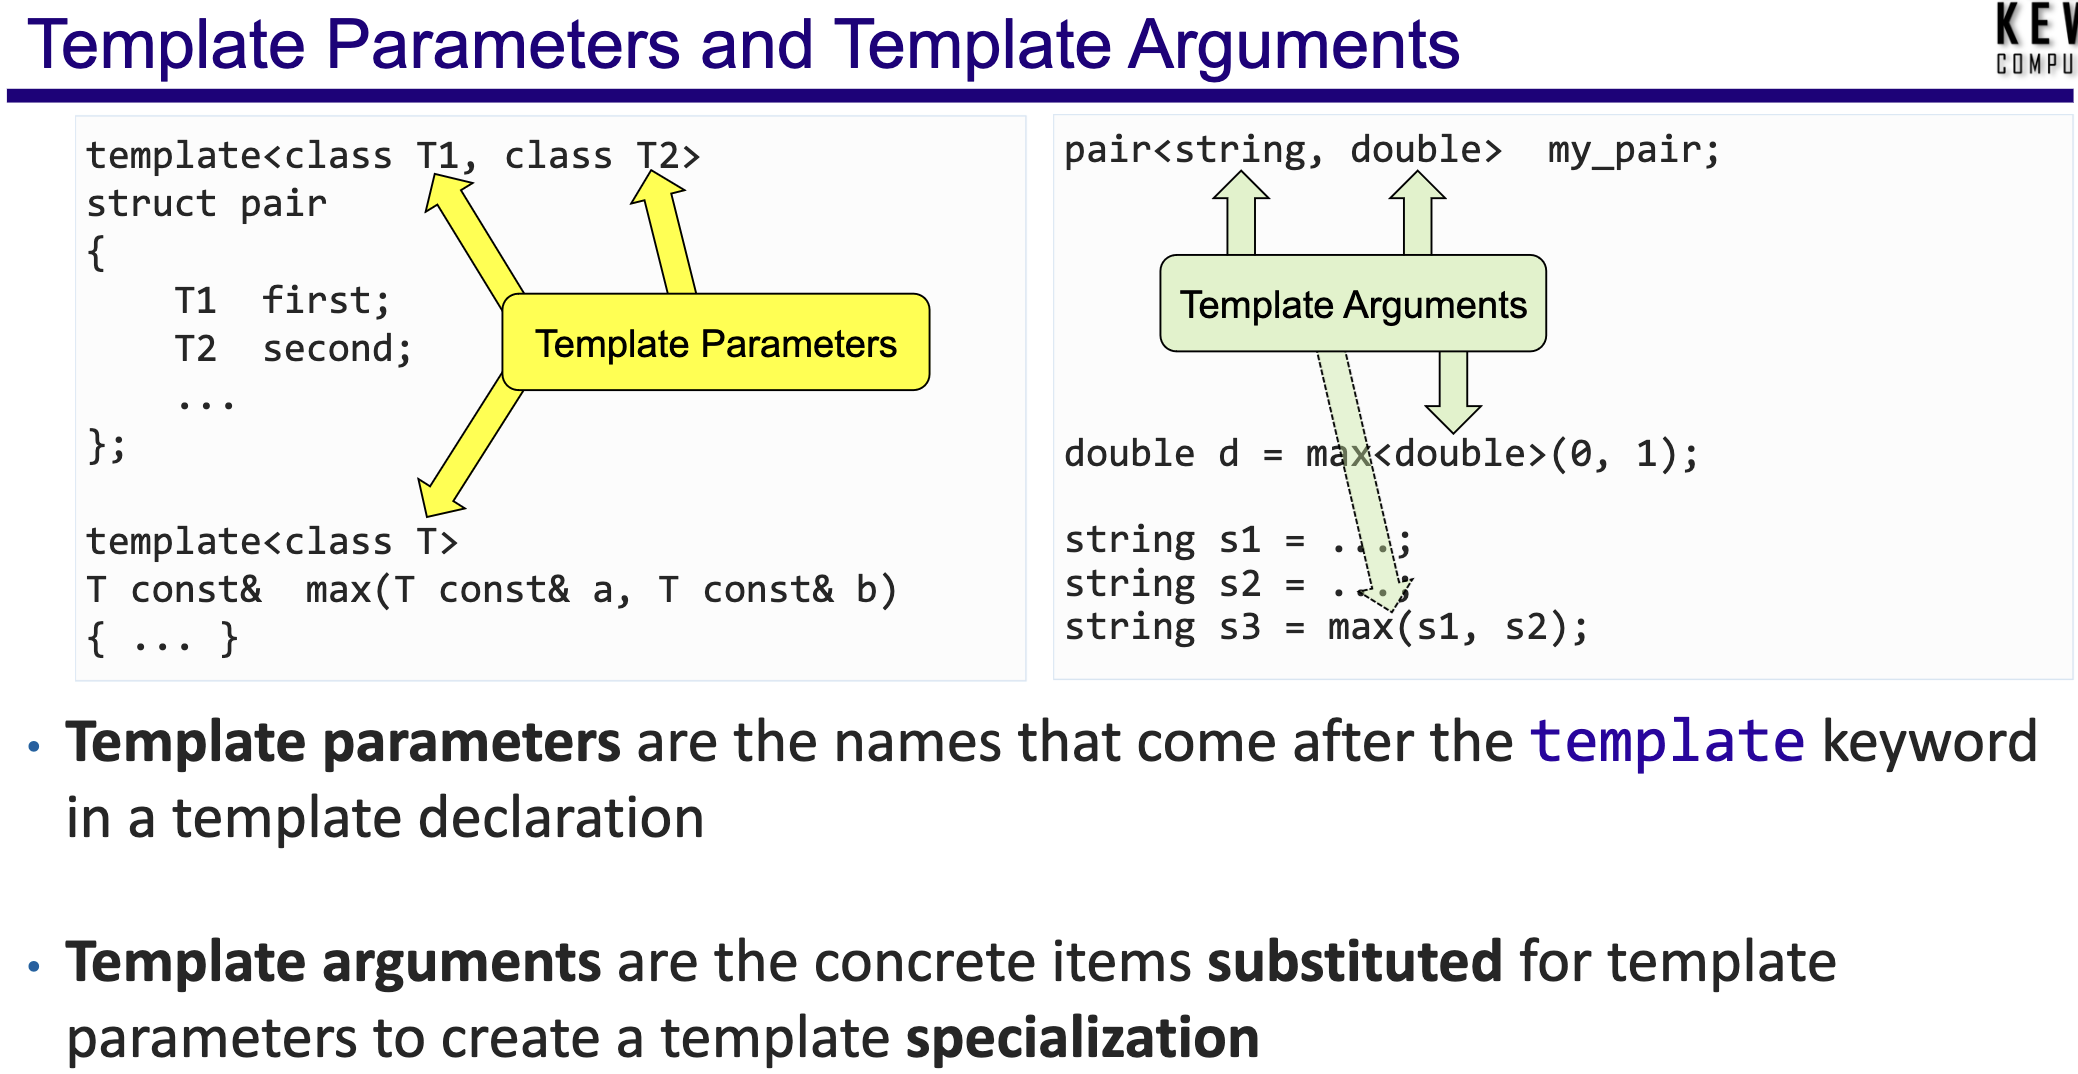 Template Parameters and Template Arguments
KEW
COMPU
template<class T1, class T2>
struct pair
{
T1 first;
T2 second;
...
};
template<class T>
T const& max(T const& a, T const& b)
{ ... }
Template Parameters
pair<string, double> my_pair;
Template Arguments
double d = max<double>(0, 1);
string s1 = ...;
string s2 = ...;
string s3 = max(s1, s2);
• Template parameters are the names that come after the template keyword
in a template declaration
• Template arguments are the concrete items substituted for template
parameters to create a template specialization